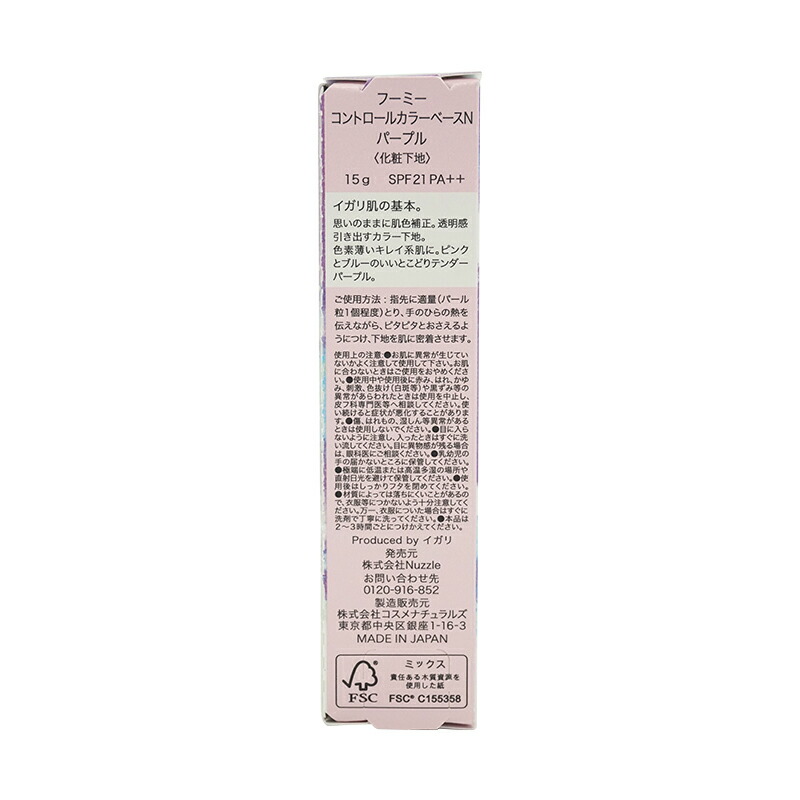 フーミー
コントロールカラーベースN
パープル
〈化粧下地〉
15g SPF21 PA++
イガリ肌の基本。
思いのままに肌色補正。透明感
引き出すカラー下地。
色素薄いキレイ系肌に。ピンク
とブルーのいいとこどりテンダー
パープル。
ご使用方法：指先に適量（パール
粒1個程度）とり、手のひらの熱を
伝えながら、ピタピタとおさえるよ
うにつけ、下地を肌に密着させます。
使用上の注意:●お肌に異常が生じてい
ないかよく注意して使用して下さい。お肌
に合わないときはご使用をおやめくださ
い。●使用中や使用後に赤み、はれ、かゆ
み、刺激、色抜け(白斑等)や黒ずみ等の
異常があらわれたときは使用を中止し、
皮フ科専門医等へ相談してください。使
い続けると症状が悪化することがありま
す。●傷、はれもの、湿しん等異常がある
ときは使用しないでください。●目に入ら
ないように注意し、入ったときはすぐに洗
い流してください。目に異物感が残る場合
は、眼科医にご相談ください。●乳幼児の
手の届かないところに保管してください。
●極端に低温または高温多湿の場所や
直射日光を避けて保管してください。●使
用後はしっかりフタを閉めてください。
●材質によっては落ちにくいことがあるの
で、衣服等につかないよう十分注意してく
ださい。万一、衣服についた場合はすぐに
洗剤で丁寧に洗ってください。●本品は
2〜3時間ごとにつけかえてください。
Produced by イガリ
発売元
株式会社Nuzzle
お問い合わせ先
0120-916-852
製造販売元
株式会社コスメナチュラルズ
東京都中央区銀座1-16-3
MADE IN JAPAN
FSC
ミックス
責任ある木質資源を
使用した紙
FSC® C155358